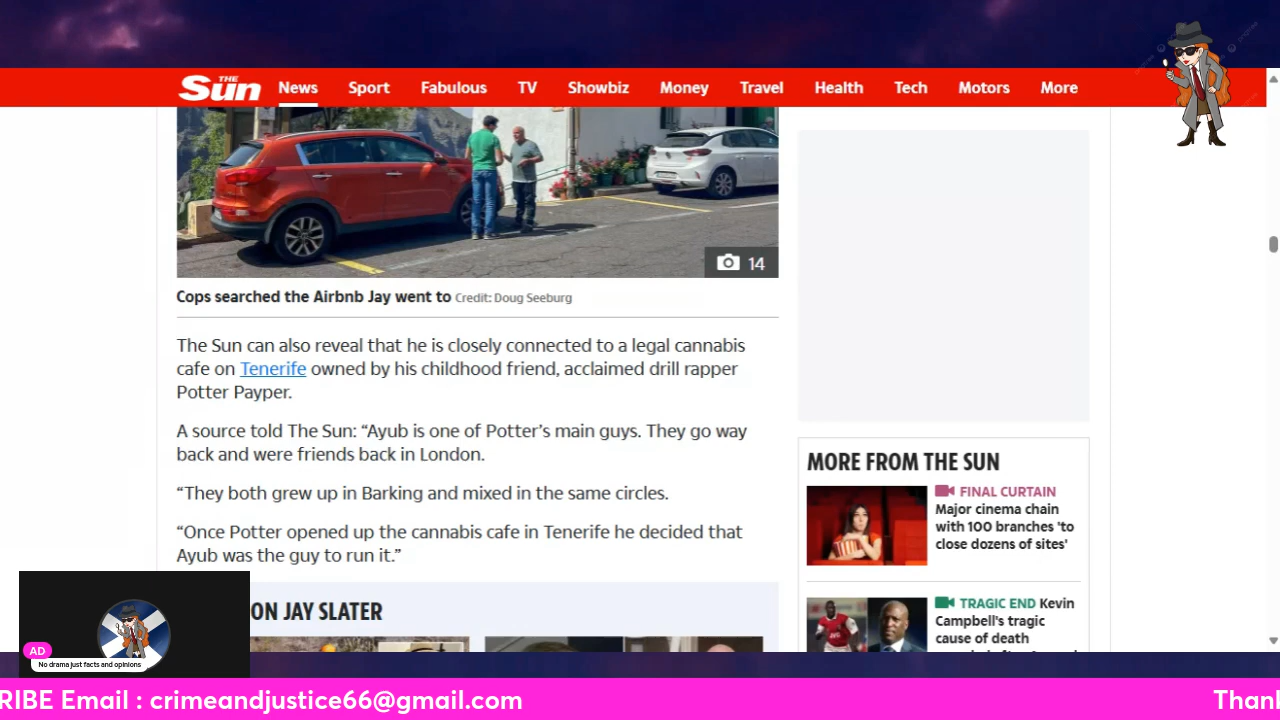 THE Sun News Sport Fabulous TV Showbiz Money Travel Health Tech Motors More
14
Cops searched the Airbnb Jay went to Credit: Doug Seeburg
The Sun can also reveal that he is closely connected to a legal cannabis
cafe on Tenerife owned by his childhood friend, acclaimed drill rapper
Potter Payper.
A source told The Sun: “Ayub is one of Potter’s main guys. They go way
back and were friends back in London.
“They both grew up in Barking and mixed in the same circles.
“Once Potter opened up the cannabis cafe in Tenerife he decided that
Ayub was the guy to run it.”
ON JAY SLATER
MORE FROM THE SUN
FINAL CURTAIN
Major cinema chain
with 100 branches 'to
close dozens of sites'
TRAGIC END Kevin
Campbell's tragic
cause of death
AD
No drama just facts and opinions
RIBE Email : crimeandjustice66@gmail.com
Thank